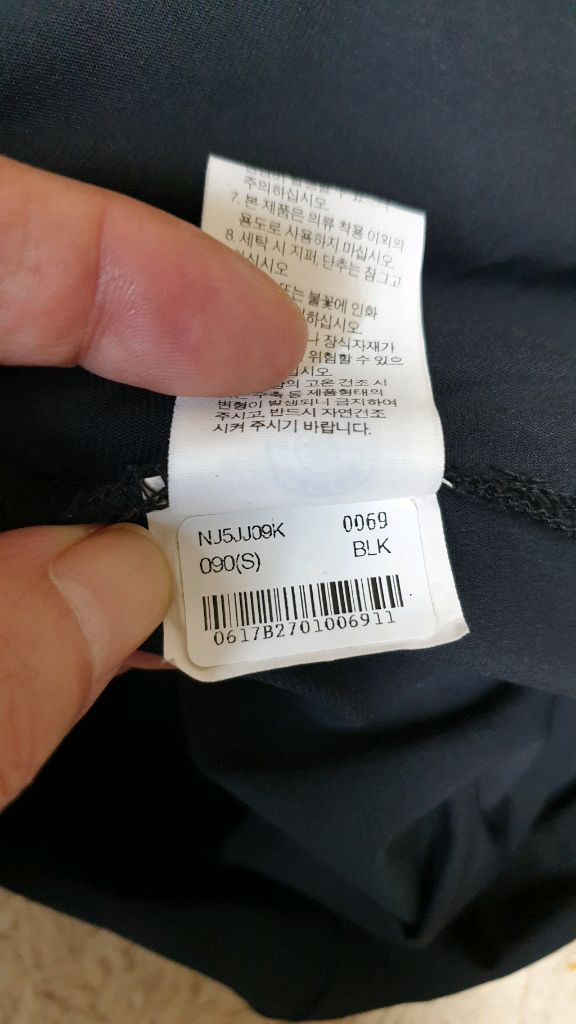 주의하십시오.
7. 본 제품은 의류 착용 이외의
용도로 사용하지 마십시오
8. 세탁 시 지퍼, 단추는 잠그고
십시오
또는 불꽃에 인화
하십시오.
장식자재가
위험할 수 있으
십시오
고온 건조 시
제품형태의
변형이 발생되니 금지하여
주시고, 반드시 자연건조
시켜 주시기 바랍니다.
NJ5JJ09K 0069
090(S) BLK
0617B2701006911